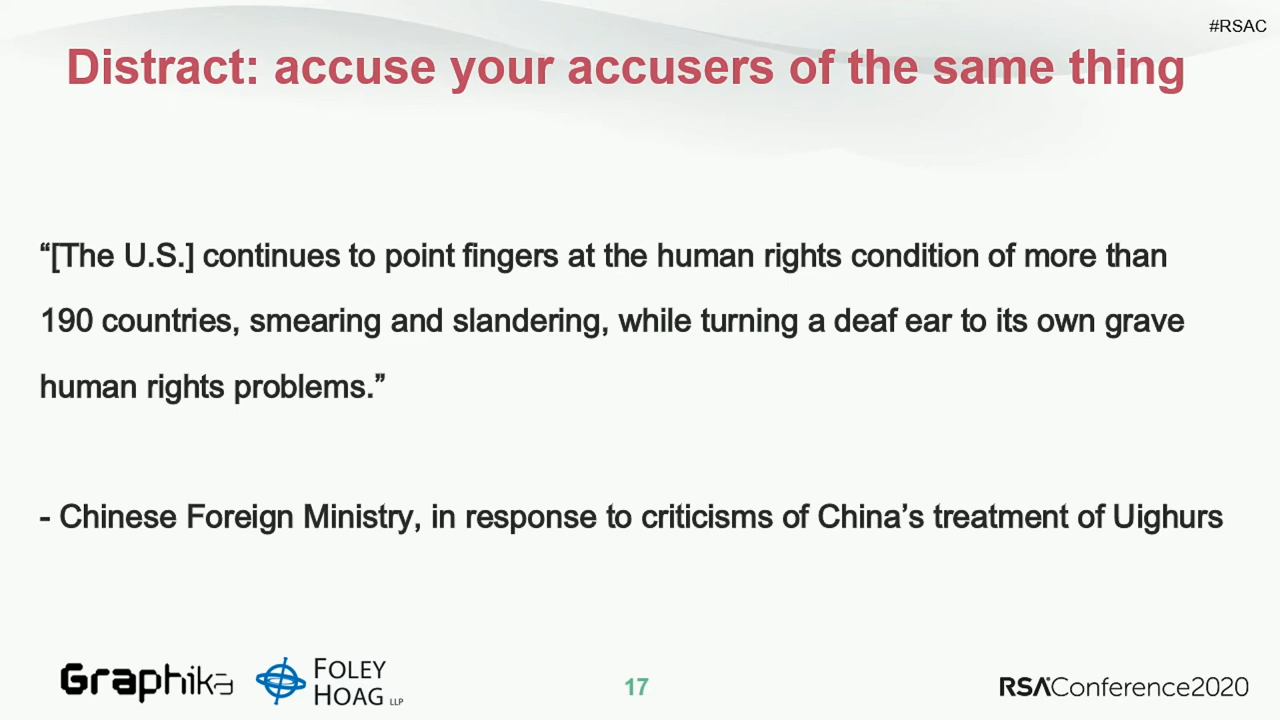 #RSAC
Distract: accuse your accusers of the same thing
“[The U.S.] continues to point fingers at the human rights condition of more than
190 countries, smearing and slandering, while turning a deaf ear to its own grave
human rights problems.”
- Chinese Foreign Ministry, in response to criticisms of China’s treatment of Uighurs
Graphika
FOLEY
HOAG LLP
17
RSAConference2020